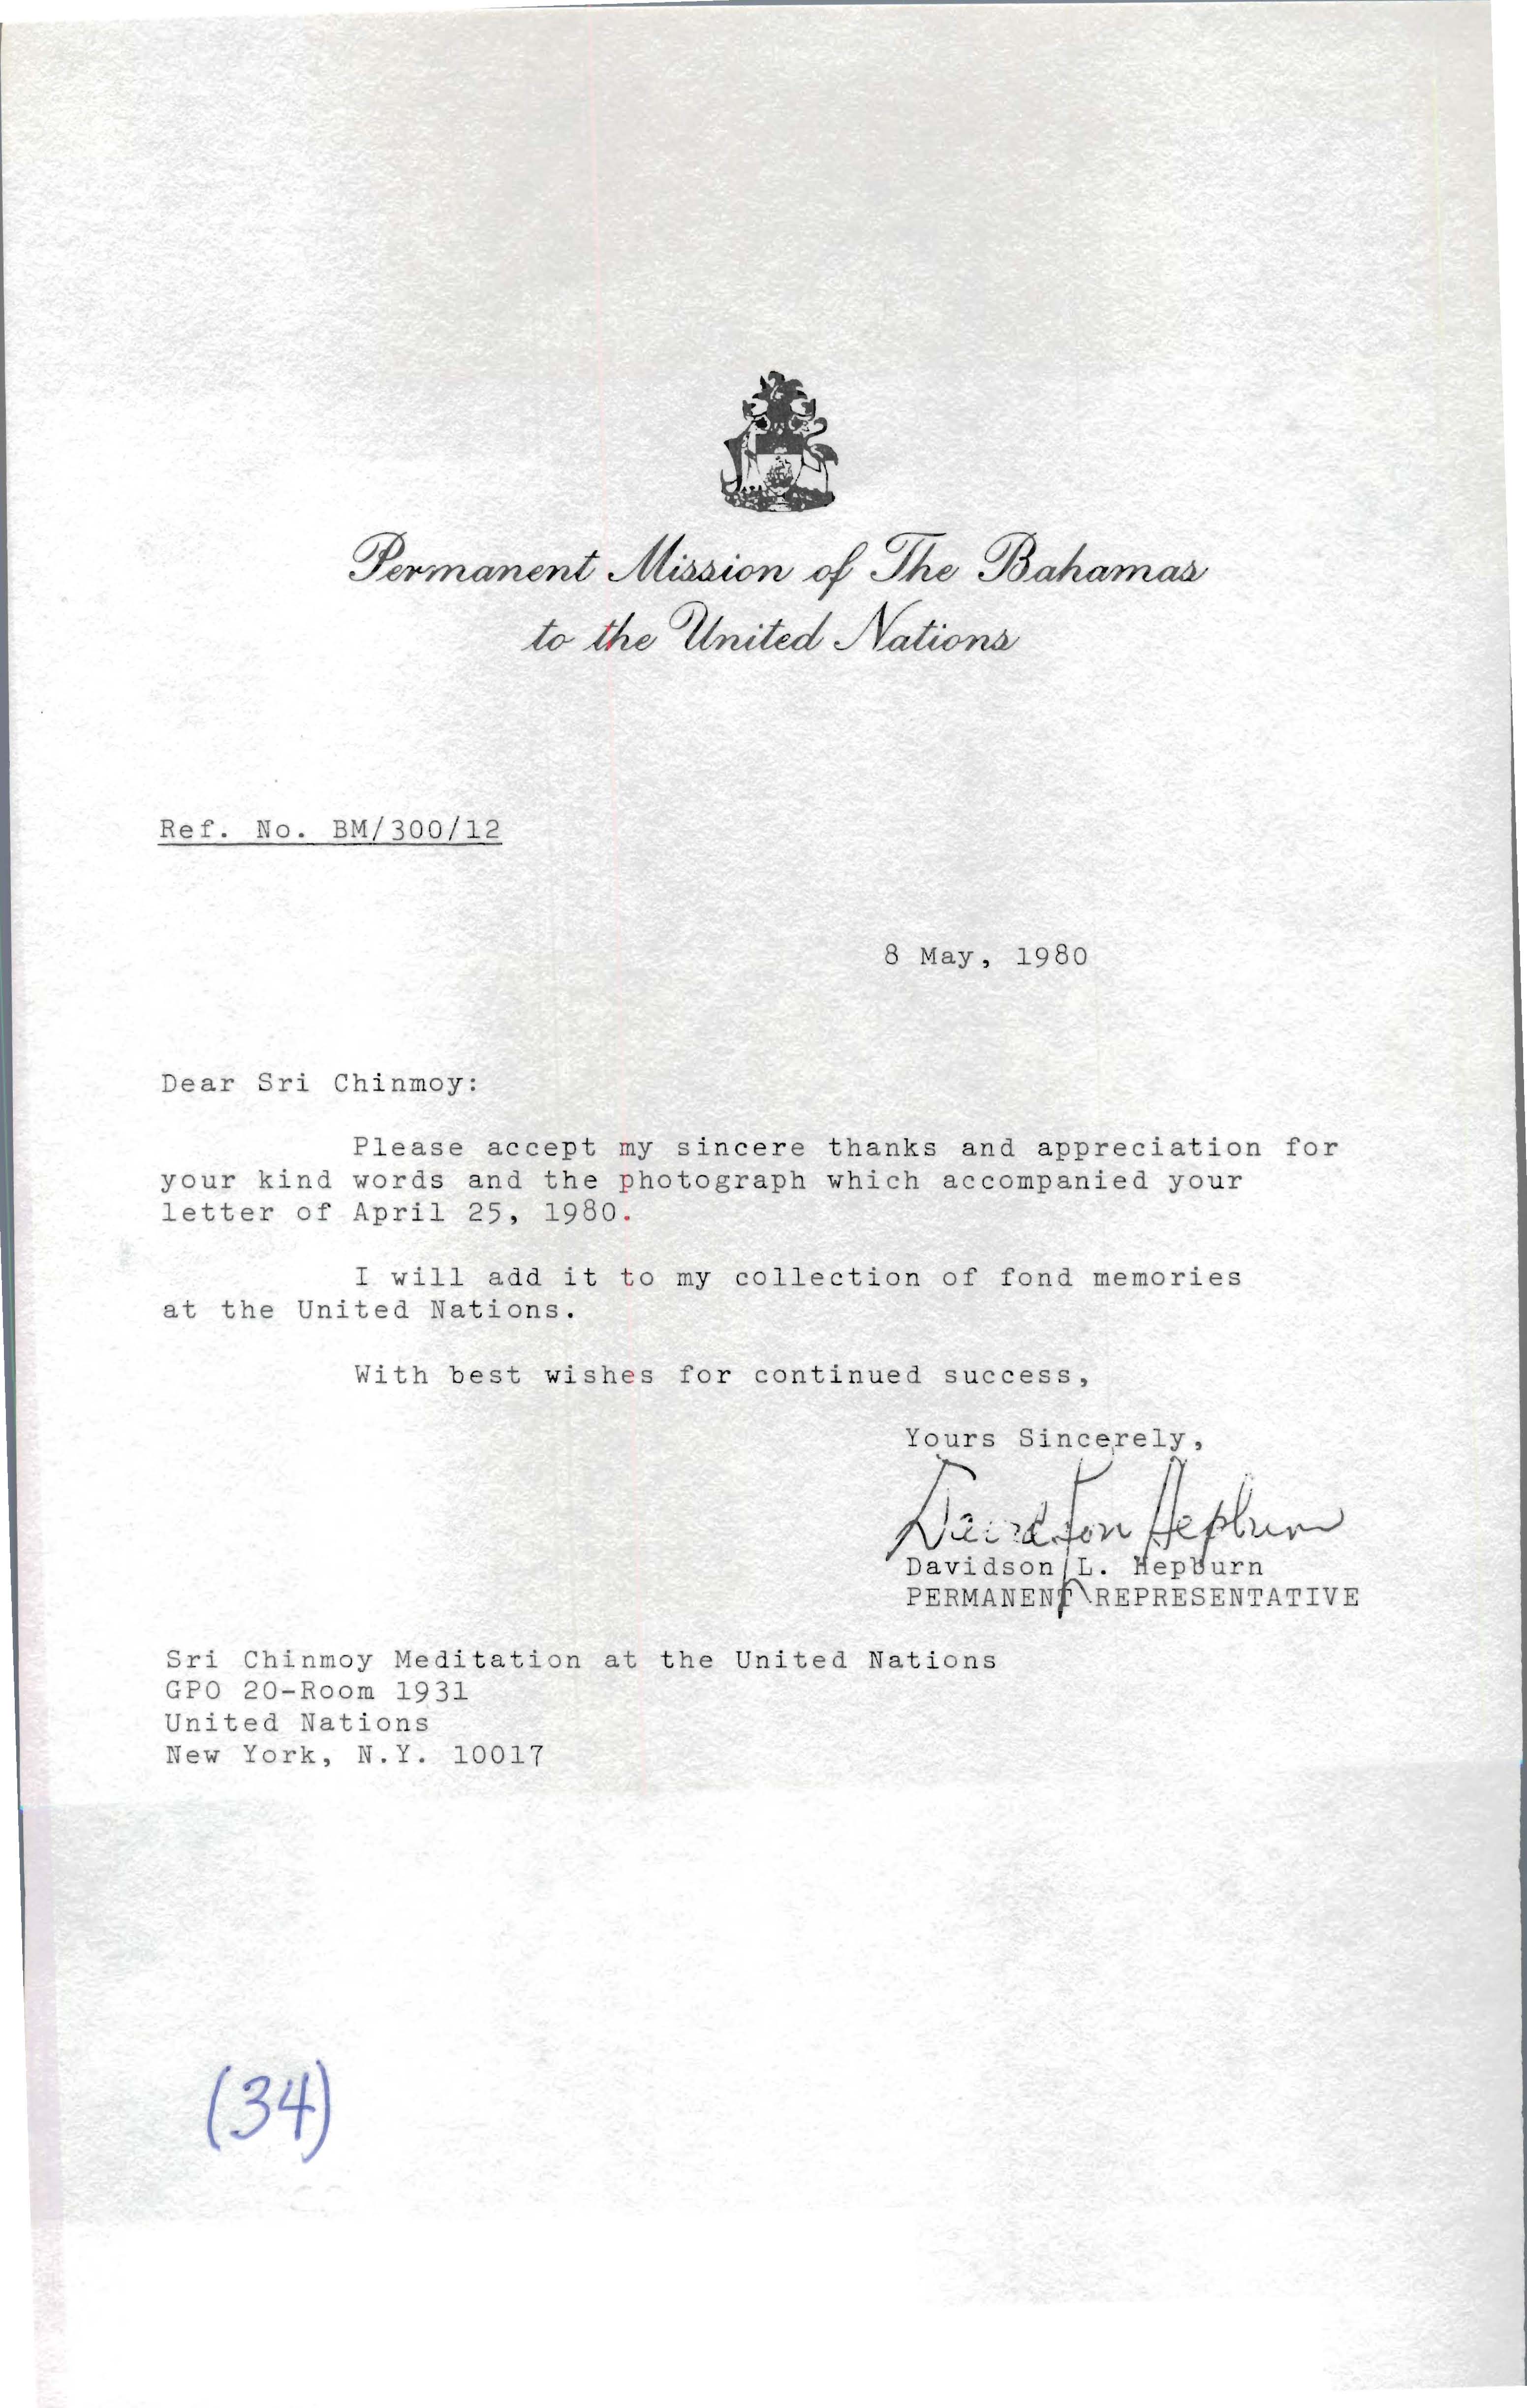 Permanent Mission of The Bahamas
to the United Nations
Ref. No. BM/300/12
8 May, 1980
Dear Sri Chinmoy:
Please accept my sincere thanks and appreciation for
your kind words and the photograph which accompanied your
letter of April 25, 1980.
I will add it to my collection of fond memories
at the United Nations.
With best wishes for continued success,
Yours Sincerely,
Davidson Hepburn
Davidson L. Hepburn
PERMANENT REPRESENTATIVE
Sri Chinmoy Meditation at the United Nations
GPO 20-Room 1931
United Nations
New York, N.Y. 10017
(34)